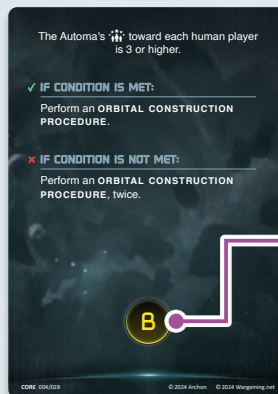 The Automa's toward each human player
is 3 or higher.
✓ IF CONDITION IS MET:
Perform an ORBITAL CONSTRUCTION
PROCEDURE.
× IF CONDITION IS NOT MET:
Perform an ORBITAL CONSTRUCTION
PROCEDURE, twice.
B
CORE 004/028 © 2024 Archon © 2024 Wargaming.net